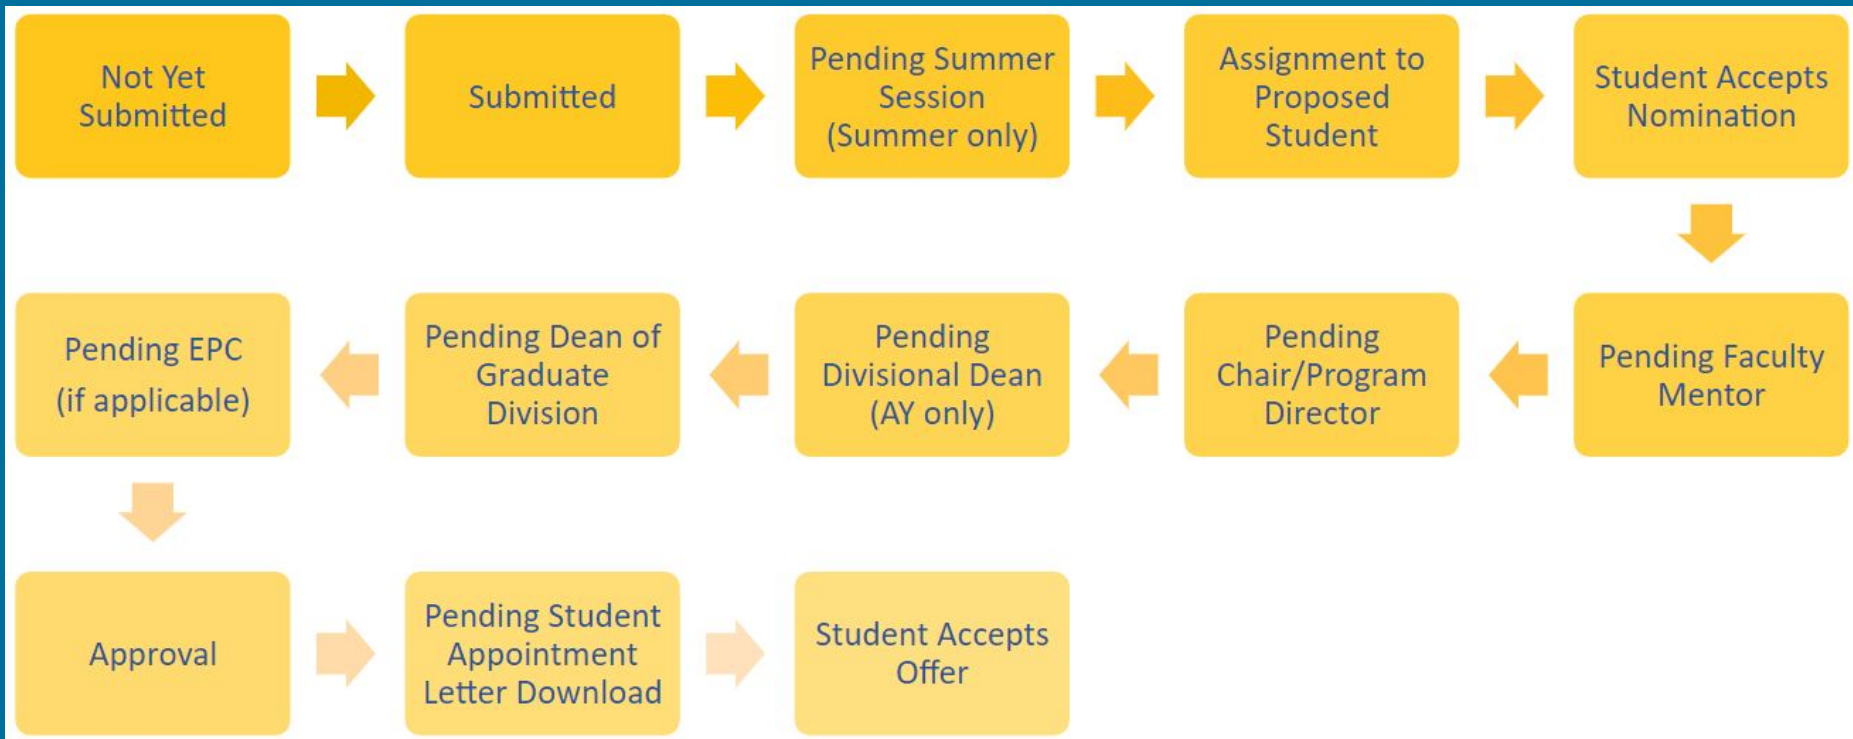 Not Yet
Submitted
Submitted
Pending Summer
Session
(Summer only)
Assignment to
Proposed
Student
Student Accepts
Nomination
Pending Faculty
Mentor
Pending
Chair/Program
Director
Pending
Divisional Dean
(AY only)
Pending Dean of
Graduate
Division
Pending EPC
(if applicable)
Approval
Pending Student
Appointment
Letter Download
Student Accepts
Offer